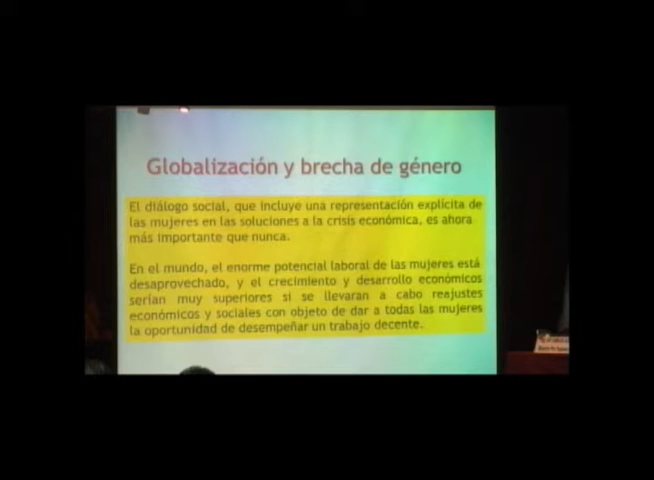 Globalización y brecha de género
El diálogo social, que incluye una representación explícita de
las mujeres en las soluciones a la crisis económica, es ahora
más importante que nunca.
En el mundo, el enorme potencial laboral de las mujeres está
desaprovechado, y el crecimiento y desarrollo económicos
serían muy superiores si se llevaran a cabo reajustes
económicos y sociales con objeto de dar a todas las mujeres
la oportunidad de desempeñar un trabajo decente.